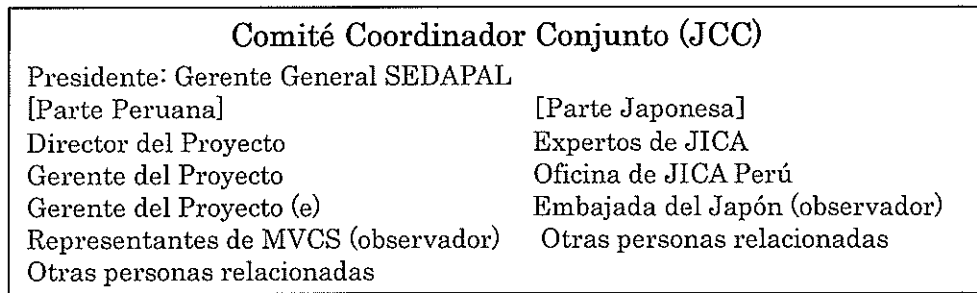 Comité Coordinador Conjunto (JCC)
Presidente: Gerente General SEDAPAL
[Parte Peruana] [Parte Japonesa]
Director del Proyecto Expertos de JICA
Gerente del Proyecto Oficina de JICA Perú
Gerente del Proyecto (e) Embajada del Japón (observador)
Representantes de MVCS (observador) Otras personas relacionadas
Otras personas relacionadas